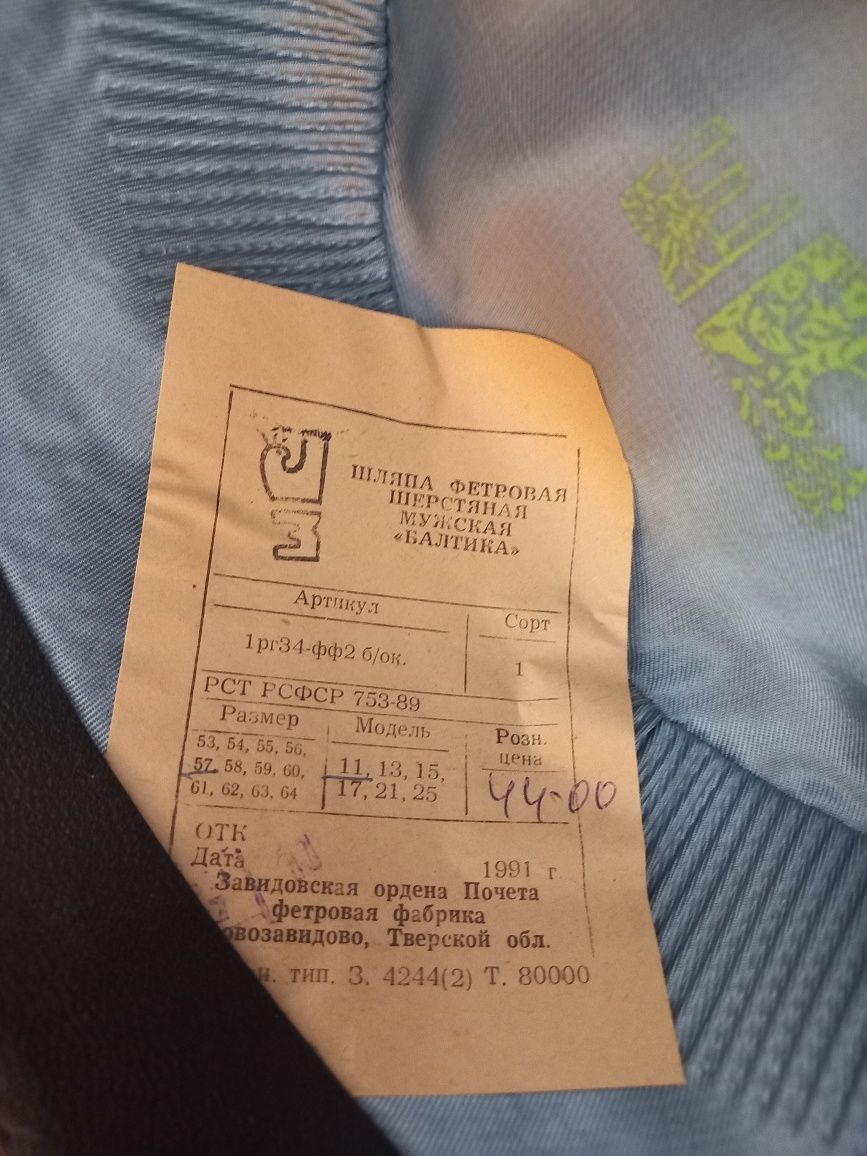 ШЛЯПА ФЕТРОВАЯ
ШЕРСТЯНАЯ
МУЖСКАЯ
«БАЛТИКА»
Артикул
Сорт
1рг34-фф2 б/ок.
1
РСТ РСФСР 753-89
Размер
Модель
Розн.
цена
53, 54, 55, 56,
57, 58, 59, 60,
61, 62, 63, 64
11, 13, 15,
17, 21, 25
44-00
ОТК
Дата
1991 г
Завидовская ордена Почета
фетровая фабрика
овозавидово, Тверской обл.
н. тип. З. 4244(2) Т. 80000